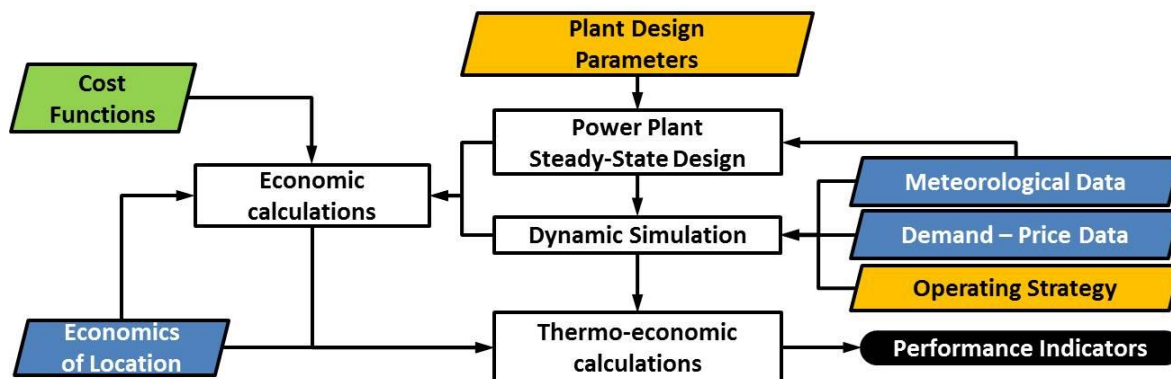 Plant Design
Parameters
Cost
Functions
Power Plant
Steady-State Design
Economic
calculations
Meteorological Data
Dynamic Simulation
Demand – Price Data
Operating Strategy
Economics
of Location
Thermo-economic
calculations
Performance Indicators